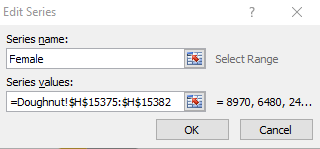 Edit Series
Series name:
Female
Select Range
Series values:
=Doughnut!$H$15375:$H$15382
= 8970, 6480, 24...
OK
Cancel